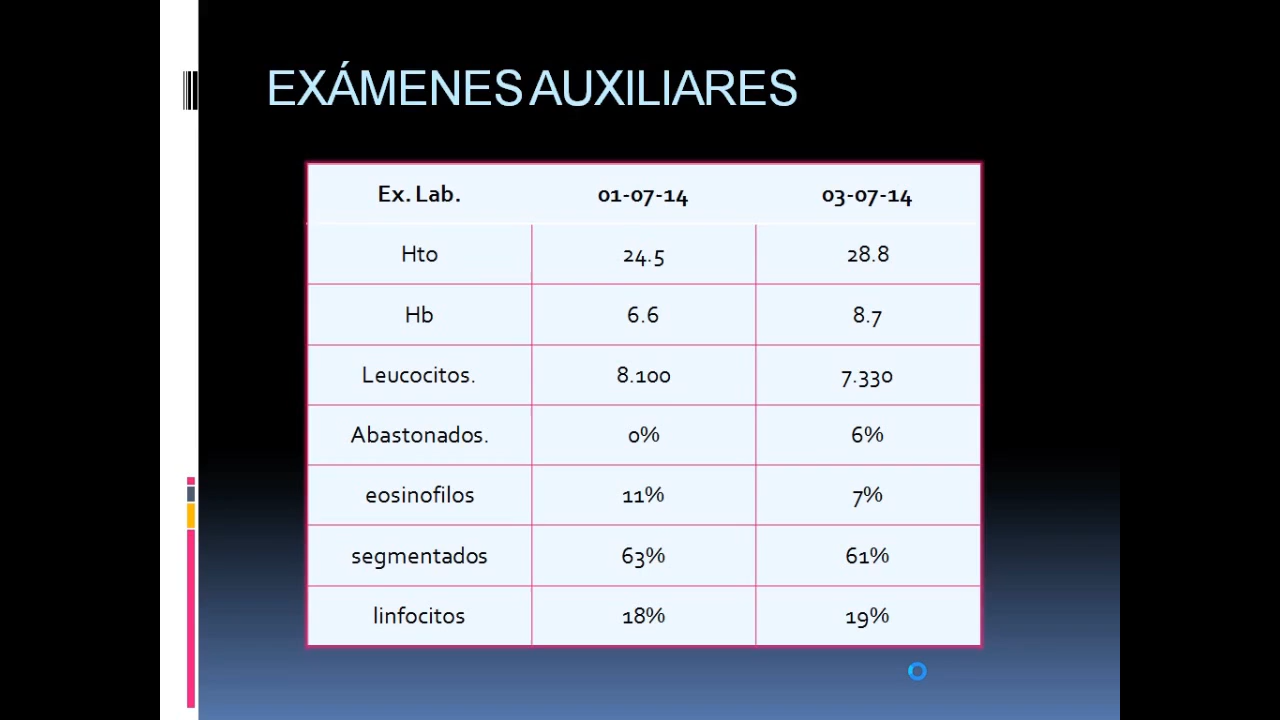 EXÁMENES AUXILIARES
Ex. Lab. 01-07-14 03-07-14
Hto 24.5 28.8
Hb 6.6 8.7
Leucocitos. 8.100 7.330
Abastonados. 0% 6%
eosinofilos 11% 7%
segmentados 63% 61%
linfocitos 18% 19%